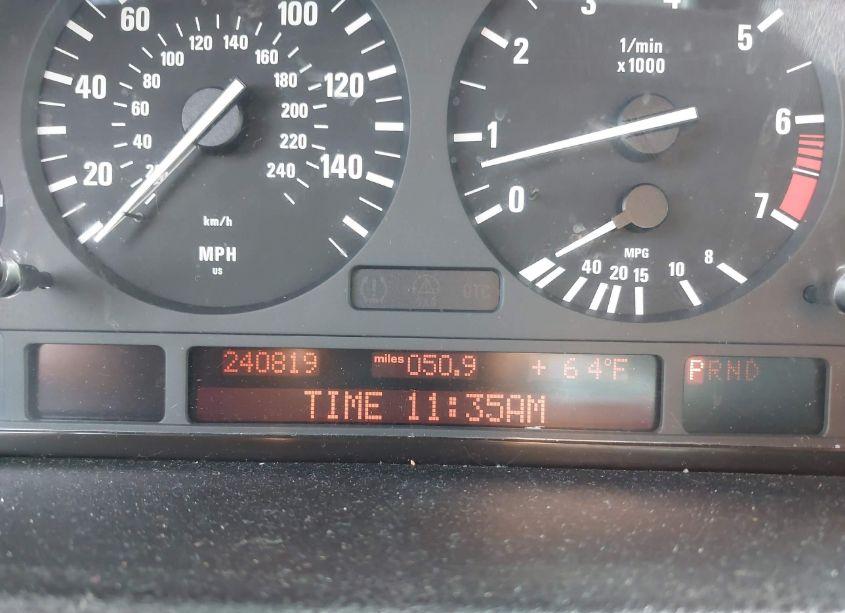 60 100
100 120 140 160
40 80 180 120
60 200
40 220
20 20 240 140
km/h
MPH
us
3 4
2 5
1/min
x1000
1 6
0 7
MPG
40 20 15 10 8
DTC
240819 miles 050.9 + 64°F PRND
TIME 11:35AM